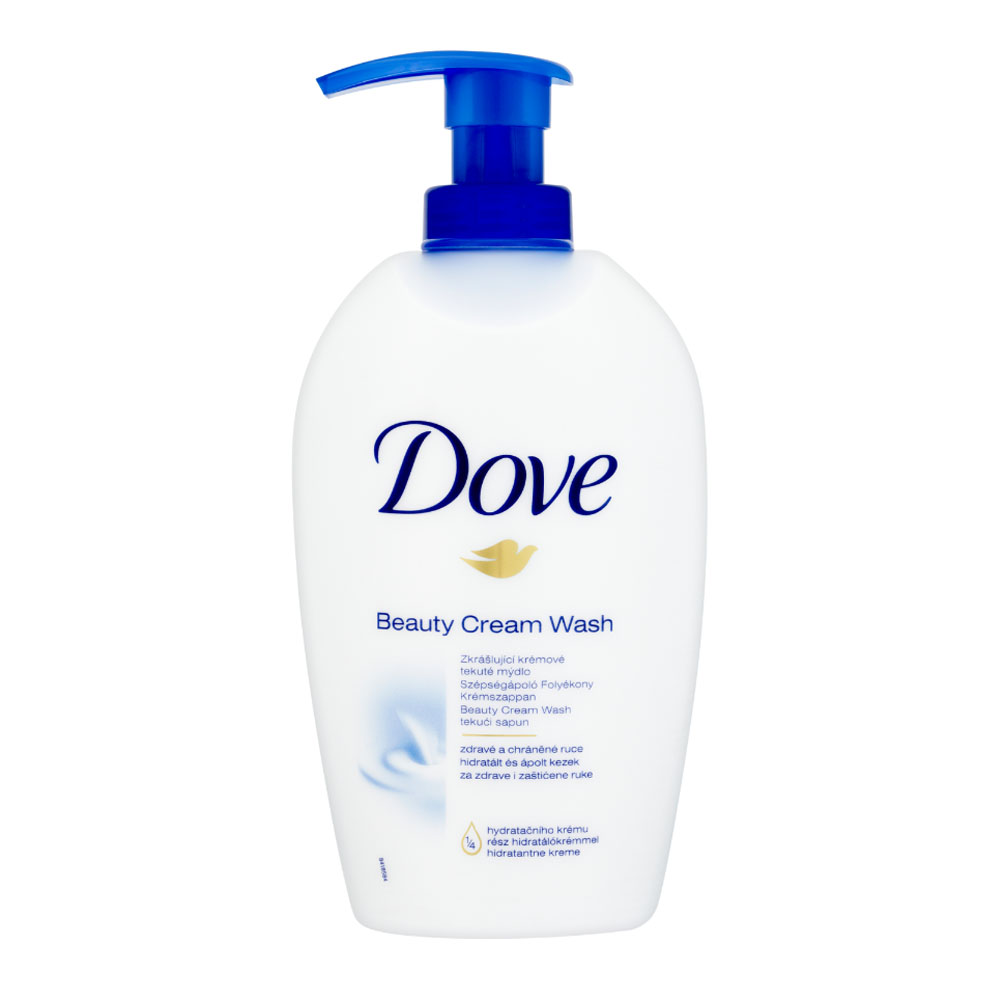 Dove
Beauty Cream Wash
Zkrášlující krémové
tekuté mýdlo
Szépségápoló Folyékony
Krémszappan
Beauty Cream Wash
tekući sapun
zdravé a chráněné ruce
hidratált és ápolt kezek
za zdrave i zaštićene ruke
1/4
hydratačního krému
rész hidratálókrémmel
hidratantne kreme